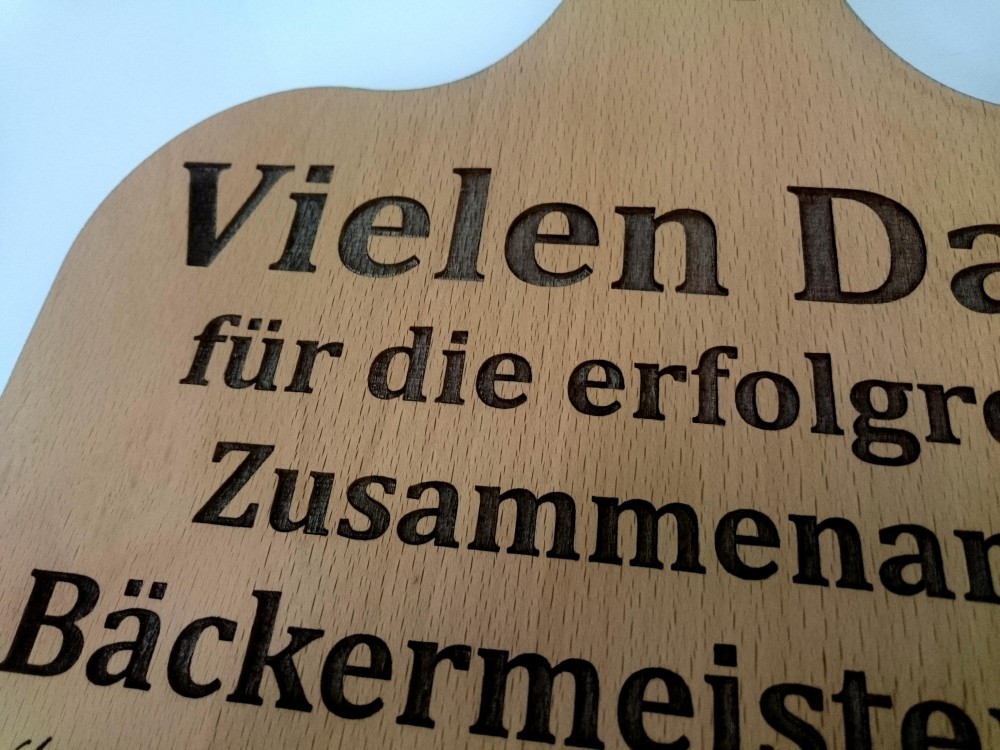 Vielen Da
für die erfolgre
Zusammenar
Bäckermeiste